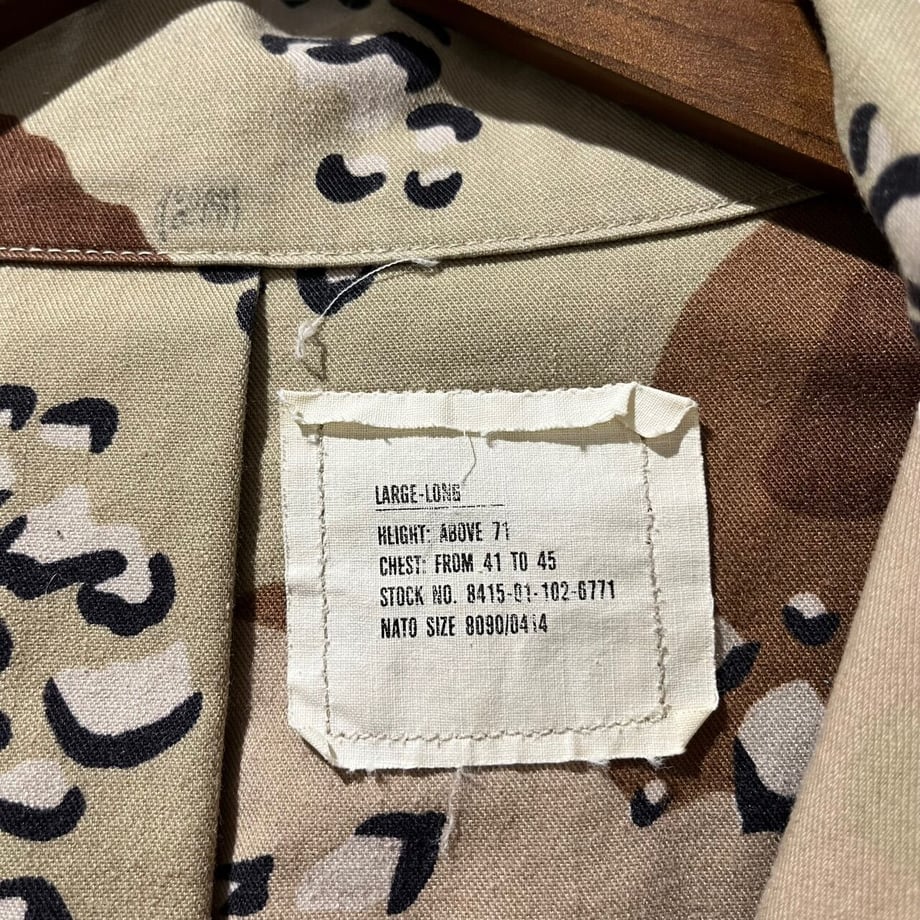 LARGE-LONG
HEIGHT: ABOVE 71
CHEST: FROM 41 TO 45
STOCK NO. 8415-01-102-6771
NATO SIZE 8090/0414